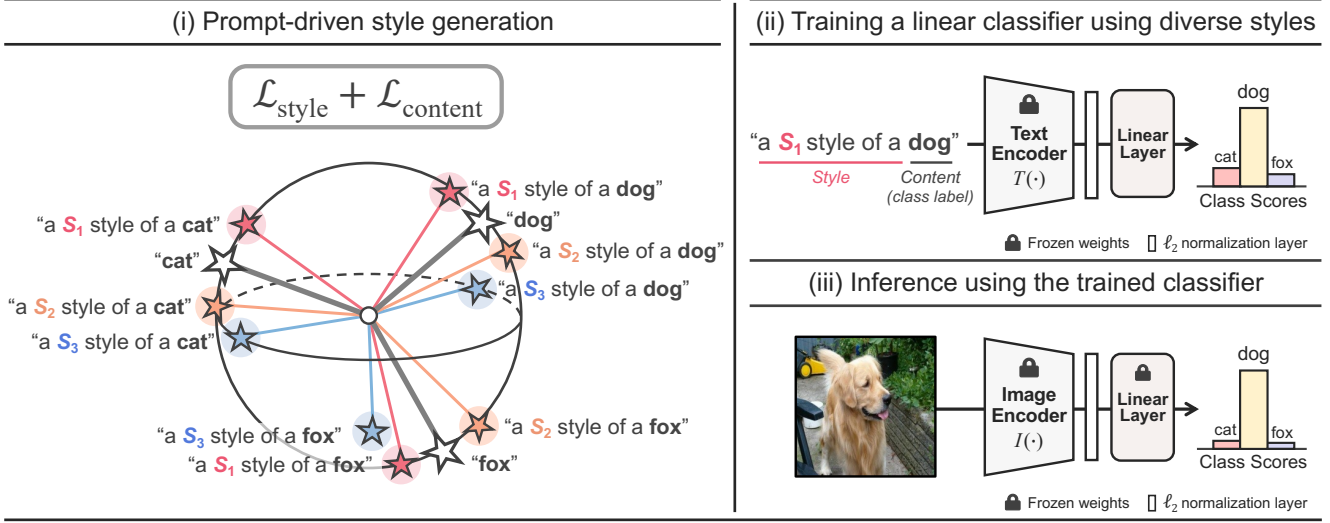 (i) Prompt-driven style generation
ℒstyle + ℒcontent
“a S1 style of a dog”
“dog”
“a S2 style of a dog”
“a S3 style of a dog”
“a S1 style of a cat”
“cat”
“a S2 style of a cat”
“a S3 style of a cat”
“a S3 style of a fox”
“a S1 style of a fox”
“a S2 style of a fox”
“fox”
(ii) Training a linear classifier using diverse styles
“a S1 style of a dog”
Style
Content
(class label)
Text
Encoder
T(·)
Linear
Layer
dog
cat
fox
Class Scores
Frozen weights
ℓ2 normalization layer
(iii) Inference using the trained classifier
Image
Encoder
I(·)
Linear
Layer
dog
cat
fox
Class Scores
Frozen weights
ℓ2 normalization layer